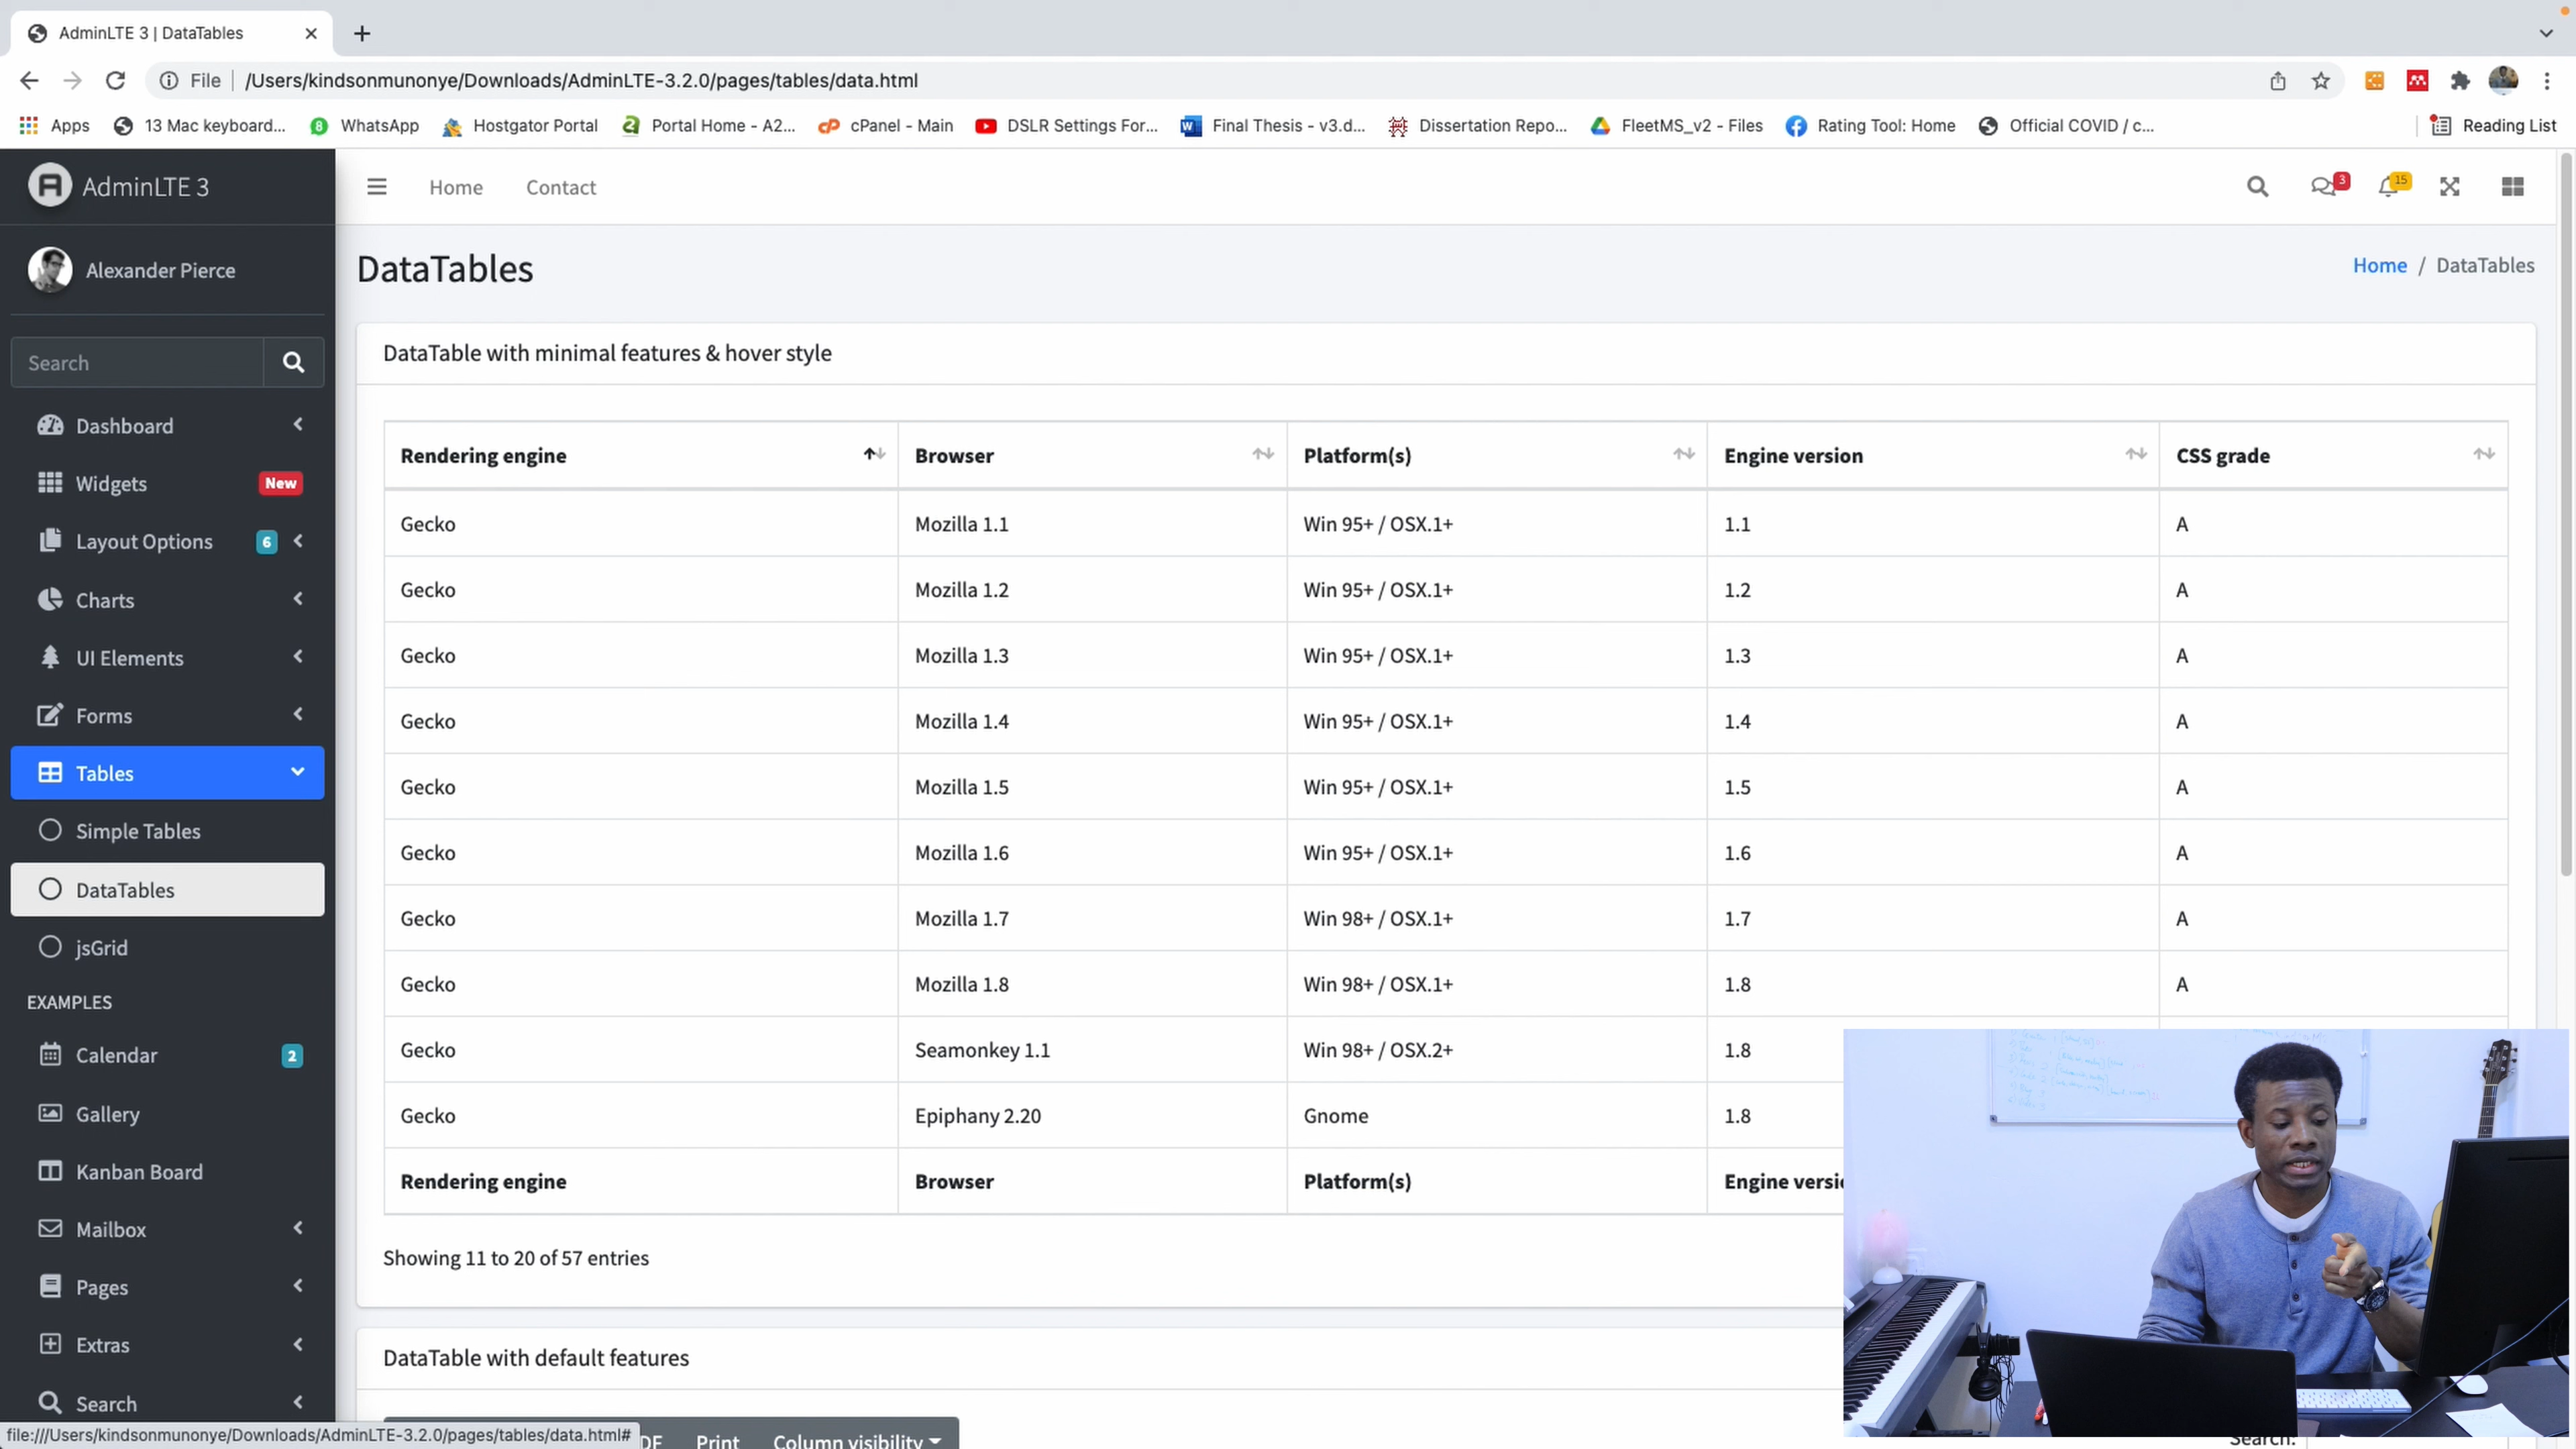 AdminLTE 3 | DataTables
File | /Users/kindsonmunonye/Downloads/AdminLTE-3.2.0/pages/tables/data.html
Apps 13 Mac keyboard... WhatsApp Hostgator Portal Portal Home - A2... cPanel - Main DSLR Settings For... Final Thesis - v3.d... Dissertation Repo... FleetMS_v2 - Files Rating Tool: Home Official COVID / c... Reading List
AdminLTE 3
Home Contact 3 15
Alexander Pierce
DataTables
Home / DataTables
Search
Dashboard
Widgets New
Layout Options 6
Charts
UI Elements
Forms
Tables
Simple Tables
DataTables
jsGrid
EXAMPLES
Calendar 2
Gallery
Kanban Board
Mailbox
Pages
Extras
Search
DataTable with minimal features & hover style
Rendering engine Browser Platform(s) Engine version CSS grade
Gecko Mozilla 1.1 Win 95+ / OSX.1+ 1.1 A
Gecko Mozilla 1.2 Win 95+ / OSX.1+ 1.2 A
Gecko Mozilla 1.3 Win 95+ / OSX.1+ 1.3 A
Gecko Mozilla 1.4 Win 95+ / OSX.1+ 1.4 A
Gecko Mozilla 1.5 Win 95+ / OSX.1+ 1.5 A
Gecko Mozilla 1.6 Win 95+ / OSX.1+ 1.6 A
Gecko Mozilla 1.7 Win 98+ / OSX.1+ 1.7 A
Gecko Mozilla 1.8 Win 98+ / OSX.1+ 1.8 A
Gecko Seamonkey 1.1 Win 98+ / OSX.2+ 1.8
Gecko Epiphany 2.20 Gnome 1.8
Rendering engine Browser Platform(s) Engine versi
Showing 11 to 20 of 57 entries
DataTable with default features
DF Print Column visibility
Search:
file:///Users/kindsonmunonye/Downloads/AdminLTE-3.2.0/pages/tables/data.html#